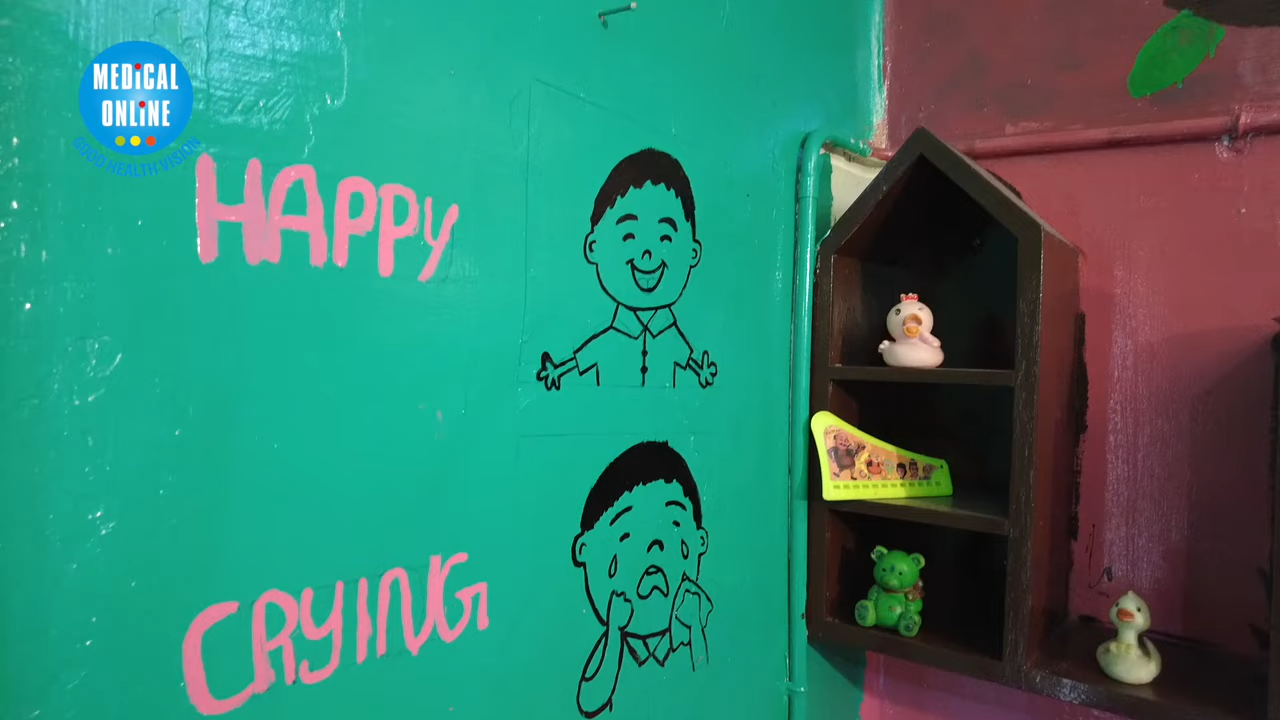 MEDiCAL
ONLiNE
GOOD HEALTH VISION
HAPPY
CRYING